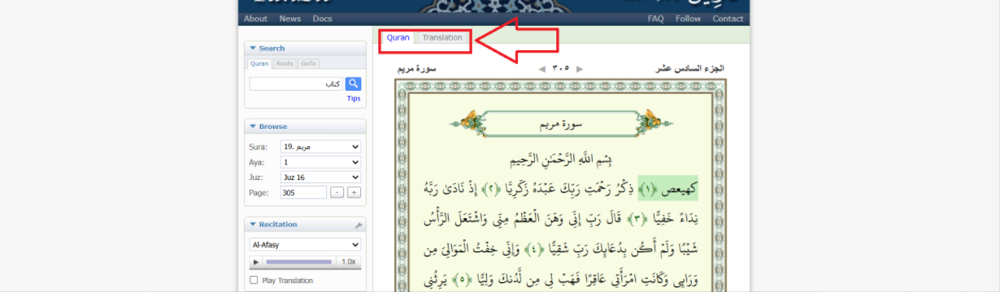 About News Docs
FAQ Follow Contact
Quran Translation
Search
Quran Roots GoTo
كتاب
Tips
Browse
Sura: 19. مريم
Aya: 1
Juz: Juz 16
Page: 305 - +
Recitation
Al-Afasy
1.0x
Play Translation
الجزء السادس عشر ٣٠٥ سورة مريم
سورة مريم
بِسْمِ اللَّهِ الرَّحْمَٰنِ الرَّحِيمِ
كهيعص ﴿١﴾ ذِكْرُ رَحْمَتِ رَبِّكَ عَبْدَهُ زَكَرِيَّا ﴿٢﴾ إِذْ نَادَىٰ رَبَّهُ
نِدَاءً خَفِيًّا ﴿٣﴾ قَالَ رَبِّ إِنِّي وَهَنَ الْعَظْمُ مِنِّي وَاشْتَعَلَ الرَّأْسُ
شَيْبًا وَلَمْ أَكُن بِدُعَائِكَ رَبِّ شَقِيًّا ﴿٤﴾ وَإِنِّي خِفْتُ الْمَوَالِيَ مِن
وَرَائِي وَكَانَتِ امْرَأَتِي عَاقِرًا فَهَبْ لِي مِن لَّدُنكَ وَلِيًّا ﴿٥﴾ يَرِثُنِي